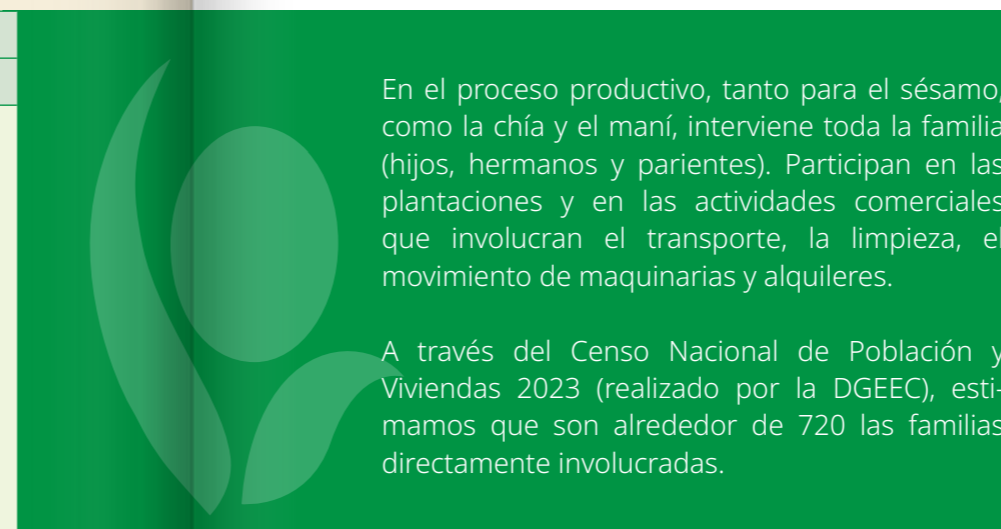 En el proceso productivo, tanto para el sésamo,
como la chía y el maní, interviene toda la familia
(hijos, hermanos y parientes). Participan en las
plantaciones y en las actividades comerciales
que involucran el transporte, la limpieza, el
movimiento de maquinarias y alquileres.

A través del Censo Nacional de Población y
Viviendas 2023 (realizado por la DGEEC), esti-
mamos que son alrededor de 720 las familias
directamente involucradas.